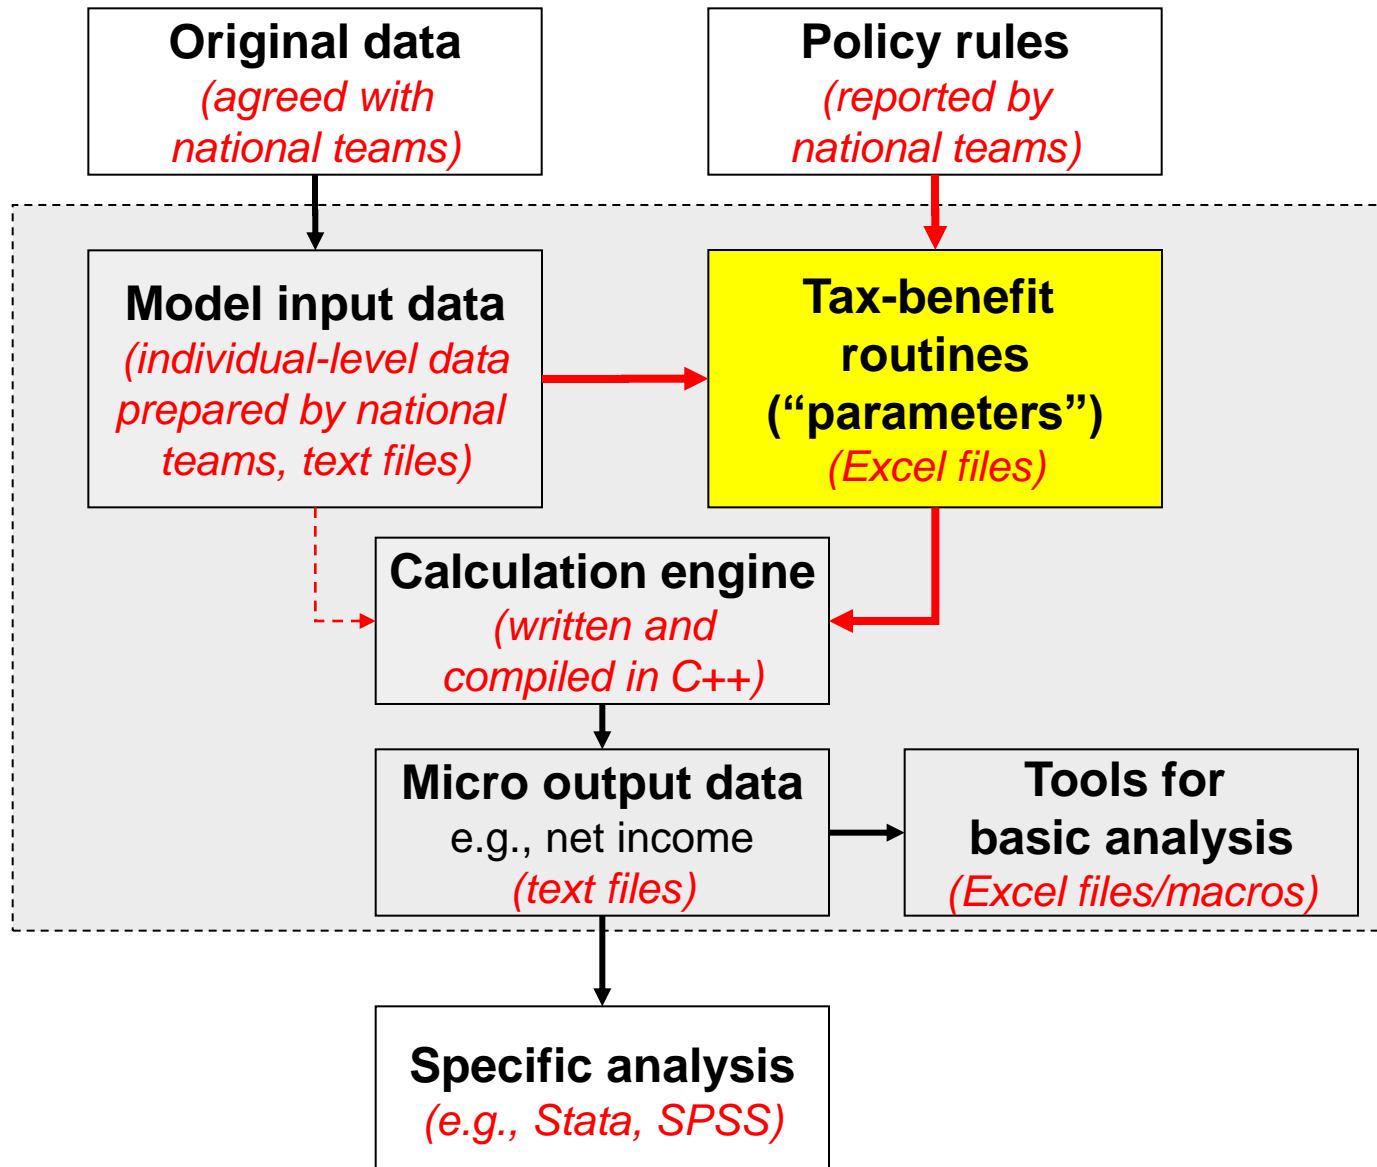 Original data
(agreed with
national teams)
Policy rules
(reported by
national teams)
Model input data
(individual-level data
prepared by national
teams, text files)
Tax-benefit
routines
(“parameters”)
(Excel files)
Calculation engine
(written and
compiled in C++)
Micro output data
e.g., net income
(text files)
Tools for
basic analysis
(Excel files/macros)
Specific analysis
(e.g., Stata, SPSS)